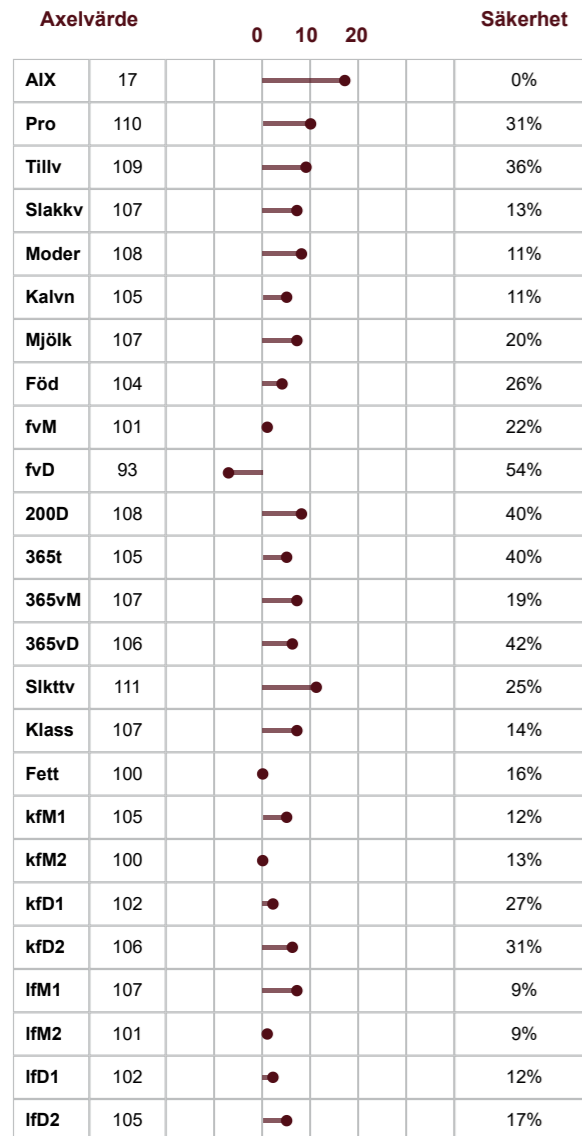 Axelvärde 0 10 20 Säkerhet
AIX 17 0%
Pro 110 31%
Tillv 109 36%
Slakkv 107 13%
Moder 108 11%
Kalvn 105 11%
Mjölk 107 20%
Föd 104 26%
fvM 101 22%
fvD 93 54%
200D 108 40%
365t 105 40%
365vM 107 19%
365vD 106 42%
Slkttv 111 25%
Klass 107 14%
Fett 100 16%
kfM1 105 12%
kfM2 100 13%
kfD1 102 27%
kfD2 106 31%
lfM1 107 9%
lfM2 101 9%
lfD1 102 12%
lfD2 105 17%